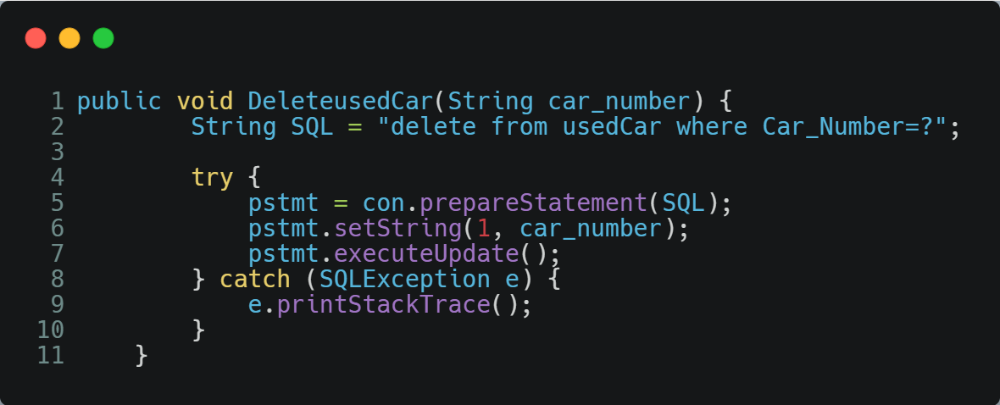 1 public void DeleteusedCar(String car_number) {
2         String SQL = "delete from usedCar where Car_Number=?";
3
4         try {
5             pstmt = con.prepareStatement(SQL);
6             pstmt.setString(1, car_number);
7             pstmt.executeUpdate();
8         } catch (SQLException e) {
9             e.printStackTrace();
10         }
11     }